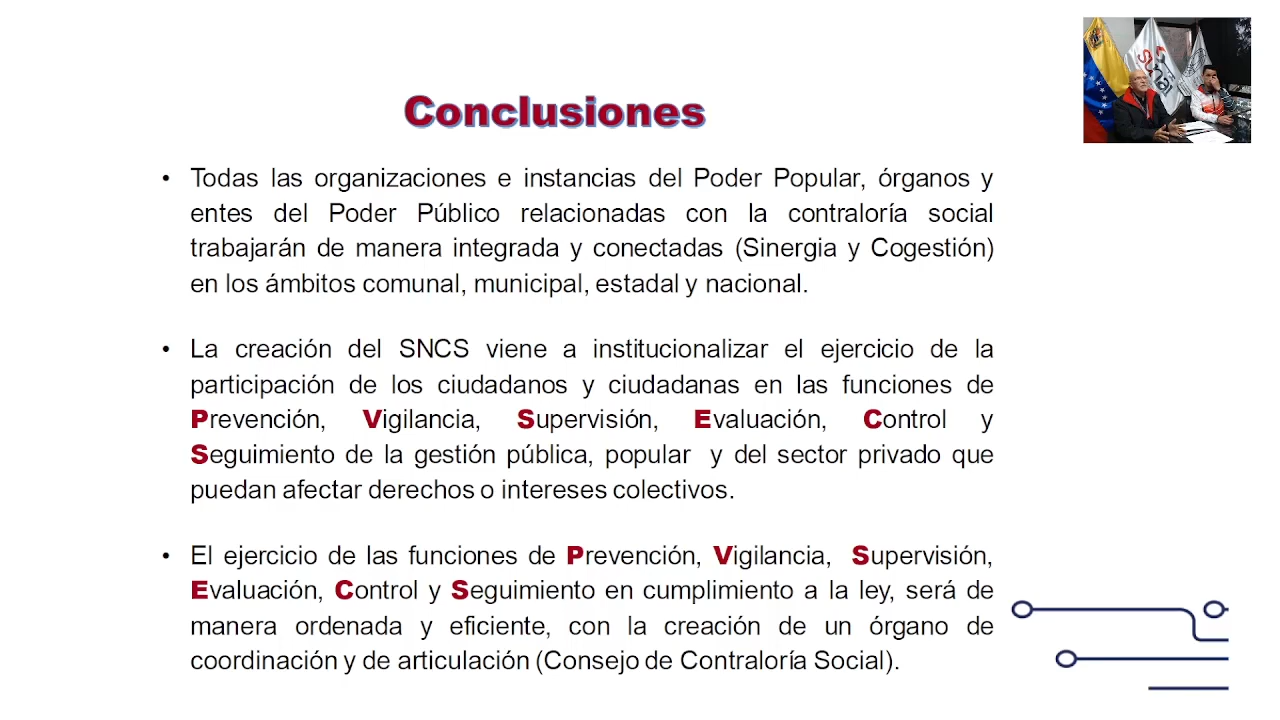 Conclusiones
• Todas las organizaciones e instancias del Poder Popular, órganos y
entes del Poder Público relacionadas con la contraloría social
trabajarán de manera integrada y conectadas (Sinergia y Cogestión)
en los ámbitos comunal, municipal, estadal y nacional.
• La creación del SNCS viene a institucionalizar el ejercicio de la
participación de los ciudadanos y ciudadanas en las funciones de
Prevención, Vigilancia, Supervisión, Evaluación, Control y
Seguimiento de la gestión pública, popular y del sector privado que
puedan afectar derechos o intereses colectivos.
• El ejercicio de las funciones de Prevención, Vigilancia, Supervisión,
Evaluación, Control y Seguimiento en cumplimiento a la ley, será de
manera ordenada y eficiente, con la creación de un órgano de
coordinación y de articulación (Consejo de Contraloría Social).